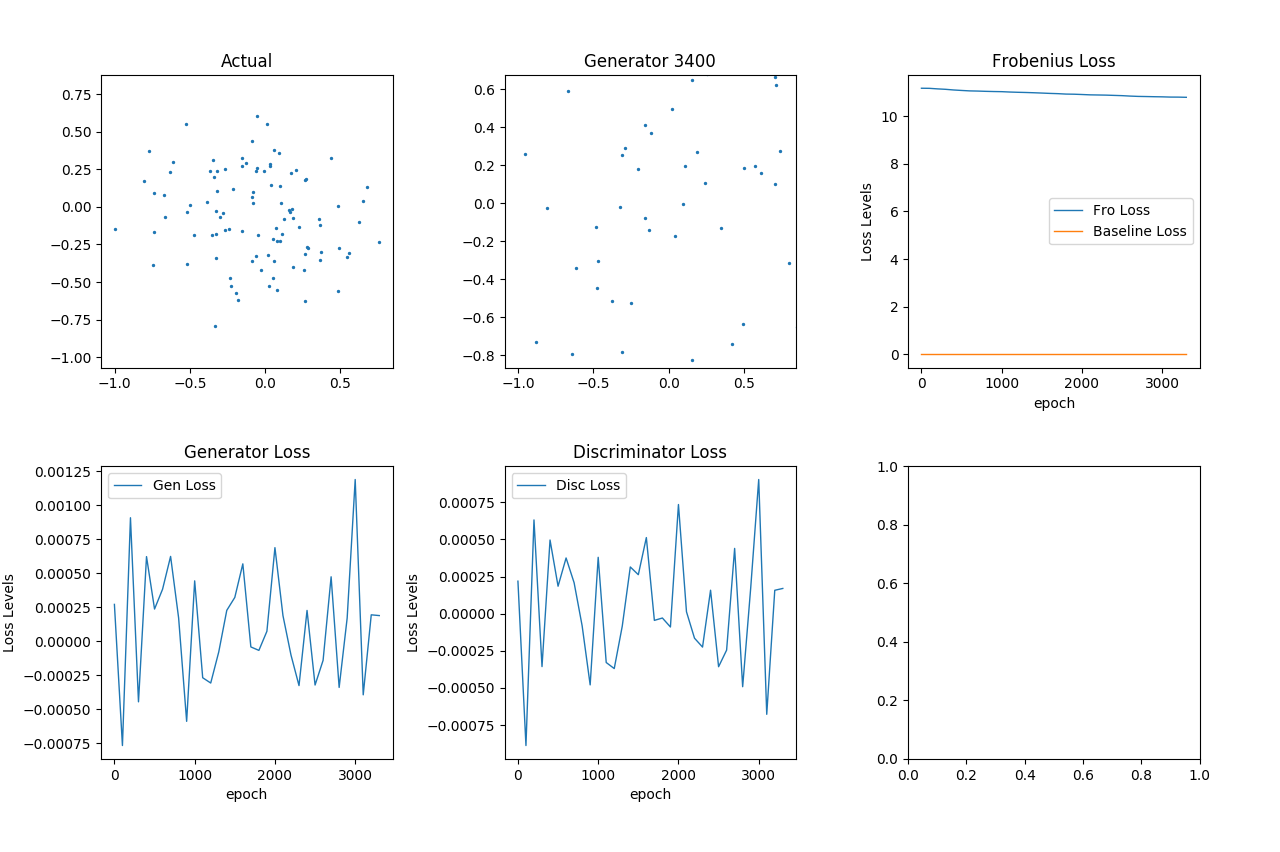 Actual
0.75
0.50
0.25
0.00
−0.25
−0.50
−0.75
−1.00
−1.0 −0.5 0.0 0.5
Generator 3400
0.6
0.4
0.2
0.0
−0.2
−0.4
−0.6
−0.8
−1.0 −0.5 0.0 0.5
Frobenius Loss
Loss Levels
10
8
6
4
2
0
Fro Loss
Baseline Loss
0 1000 2000 3000
epoch
Generator Loss
Loss Levels
0.00125
0.00100
0.00075
0.00050
0.00025
0.00000
−0.00025
−0.00050
−0.00075
Gen Loss
0 1000 2000 3000
epoch
Discriminator Loss
Loss Levels
0.00075
0.00050
0.00025
0.00000
−0.00025
−0.00050
−0.00075
Disc Loss
0 1000 2000 3000
epoch
1.0
0.8
0.6
0.4
0.2
0.0
0.0 0.2 0.4 0.6 0.8 1.0